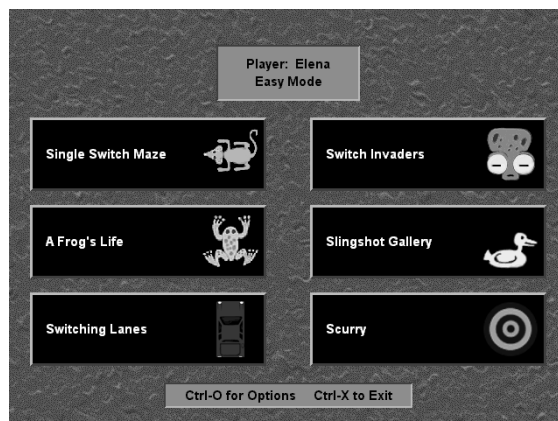 Player: Elena
Easy Mode
Single Switch Maze
Switch Invaders
A Frog's Life
Slingshot Gallery
Switching Lanes
Scurry
Ctrl-O for Options Ctrl-X to Exit